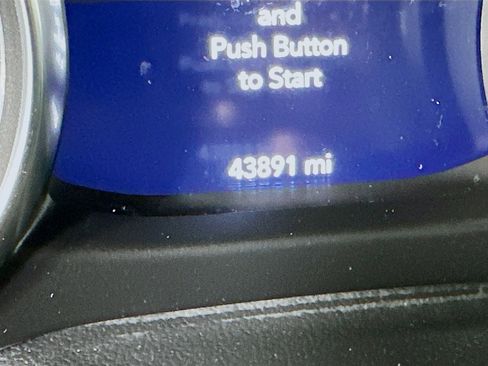 and
Push Button
to Start
43891 mi